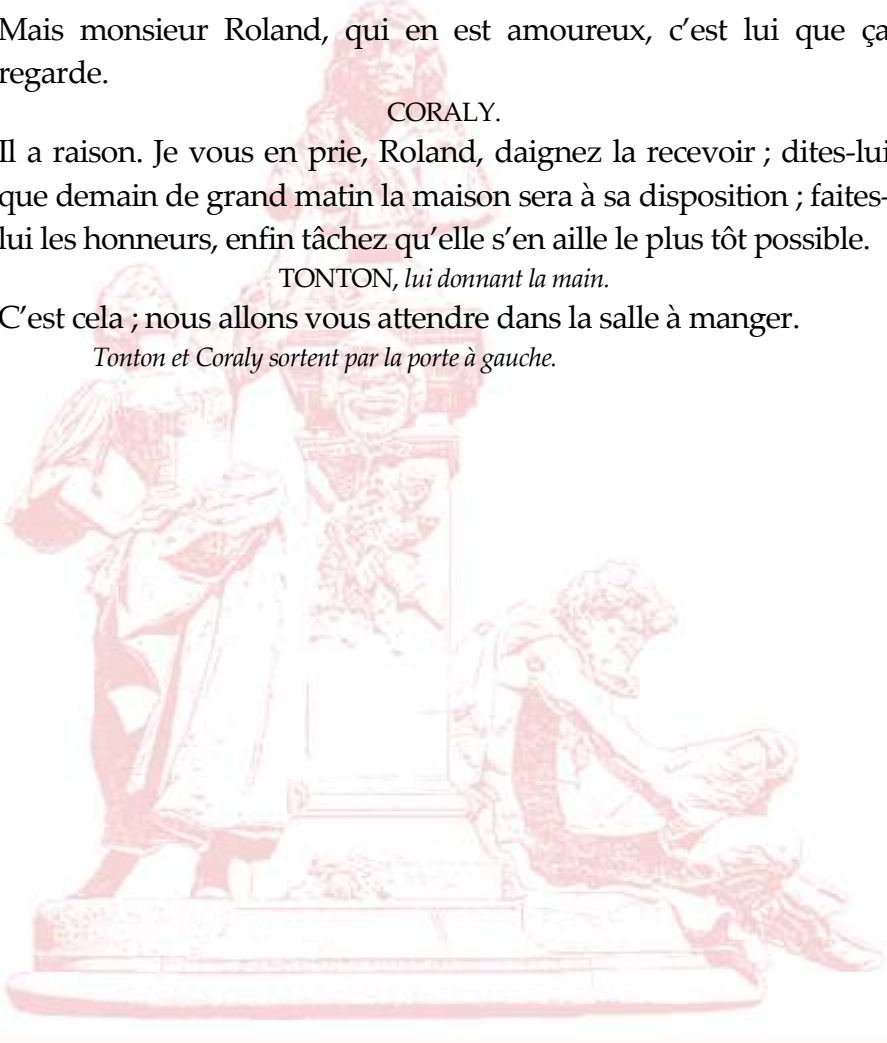 Mais monsieur Roland, qui en est amoureux, c’est lui que ça
regarde.
CORALY.
Il a raison. Je vous en prie, Roland, daignez la recevoir ; dites-lui
que demain de grand matin la maison sera à sa disposition ; faites-
lui les honneurs, enfin tâchez qu’elle s’en aille le plus tôt possible.
TONTON, lui donnant la main.
C’est cela ; nous allons vous attendre dans la salle à manger.
Tonton et Coraly sortent par la porte à gauche.